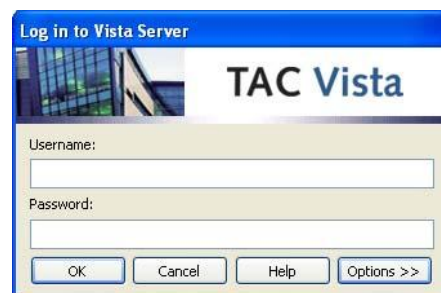 Log in to Vista Server
TAC Vista
Username:
Password:
OK Cancel Help Options >>